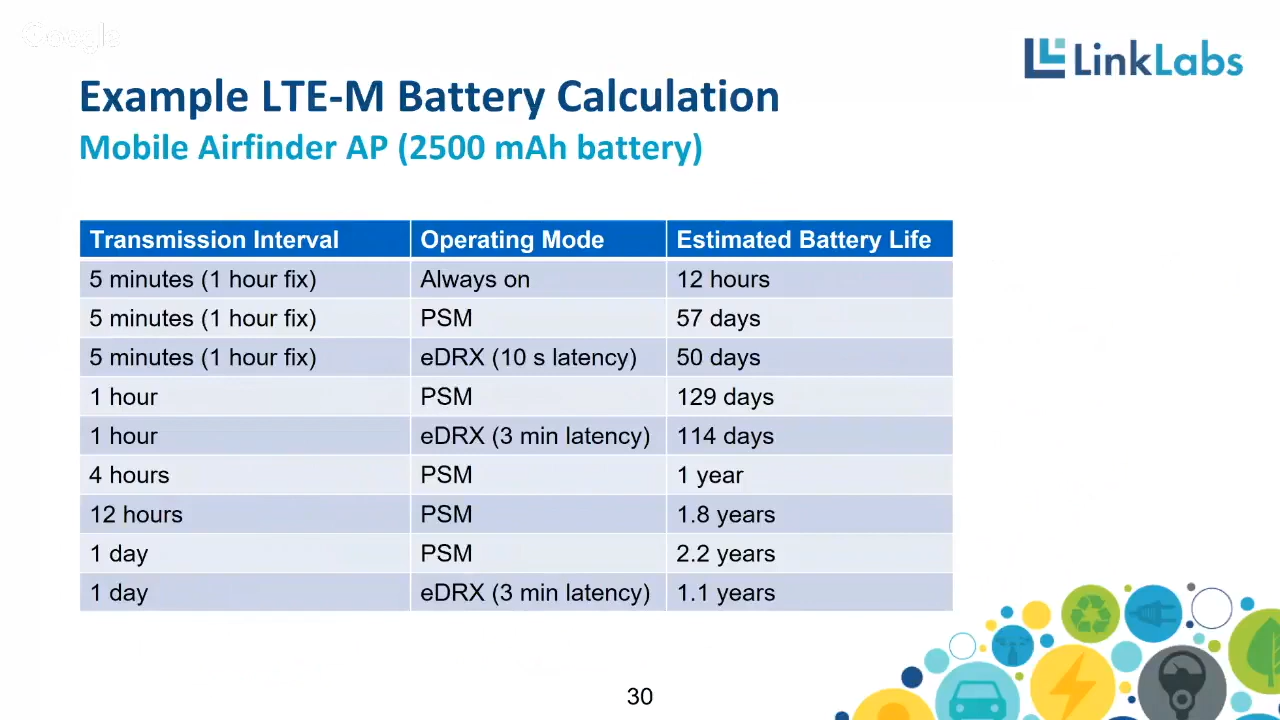 Google
LinkLabs
Example LTE-M Battery Calculation
Mobile Airfinder AP (2500 mAh battery)
Transmission Interval Operating Mode Estimated Battery Life
5 minutes (1 hour fix) Always on 12 hours
5 minutes (1 hour fix) PSM 57 days
5 minutes (1 hour fix) eDRX (10 s latency) 50 days
1 hour PSM 129 days
1 hour eDRX (3 min latency) 114 days
4 hours PSM 1 year
12 hours PSM 1.8 years
1 day PSM 2.2 years
1 day eDRX (3 min latency) 1.1 years
30